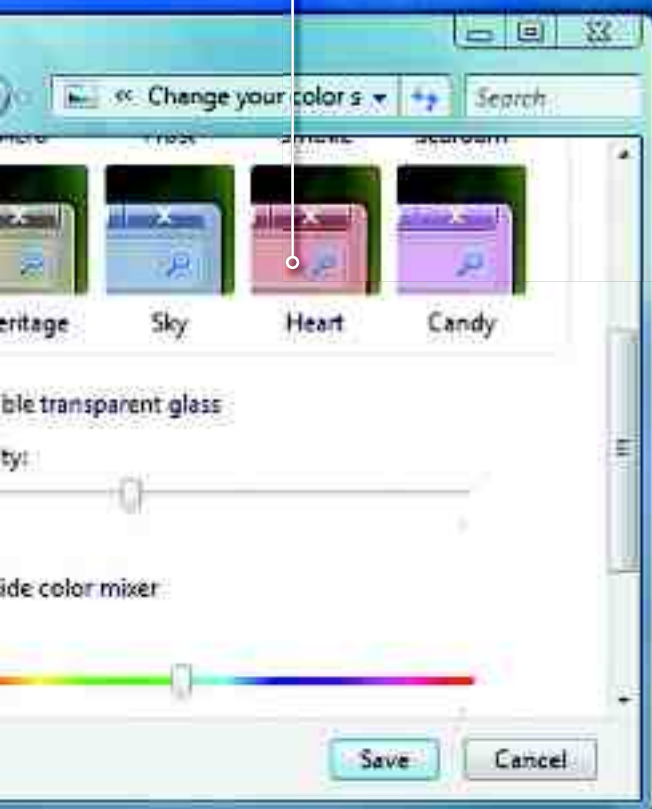 « Change your color s
Search
eritage Sky Heart Candy
ble transparent glass
ty:
ide color mixer
Save Cancel